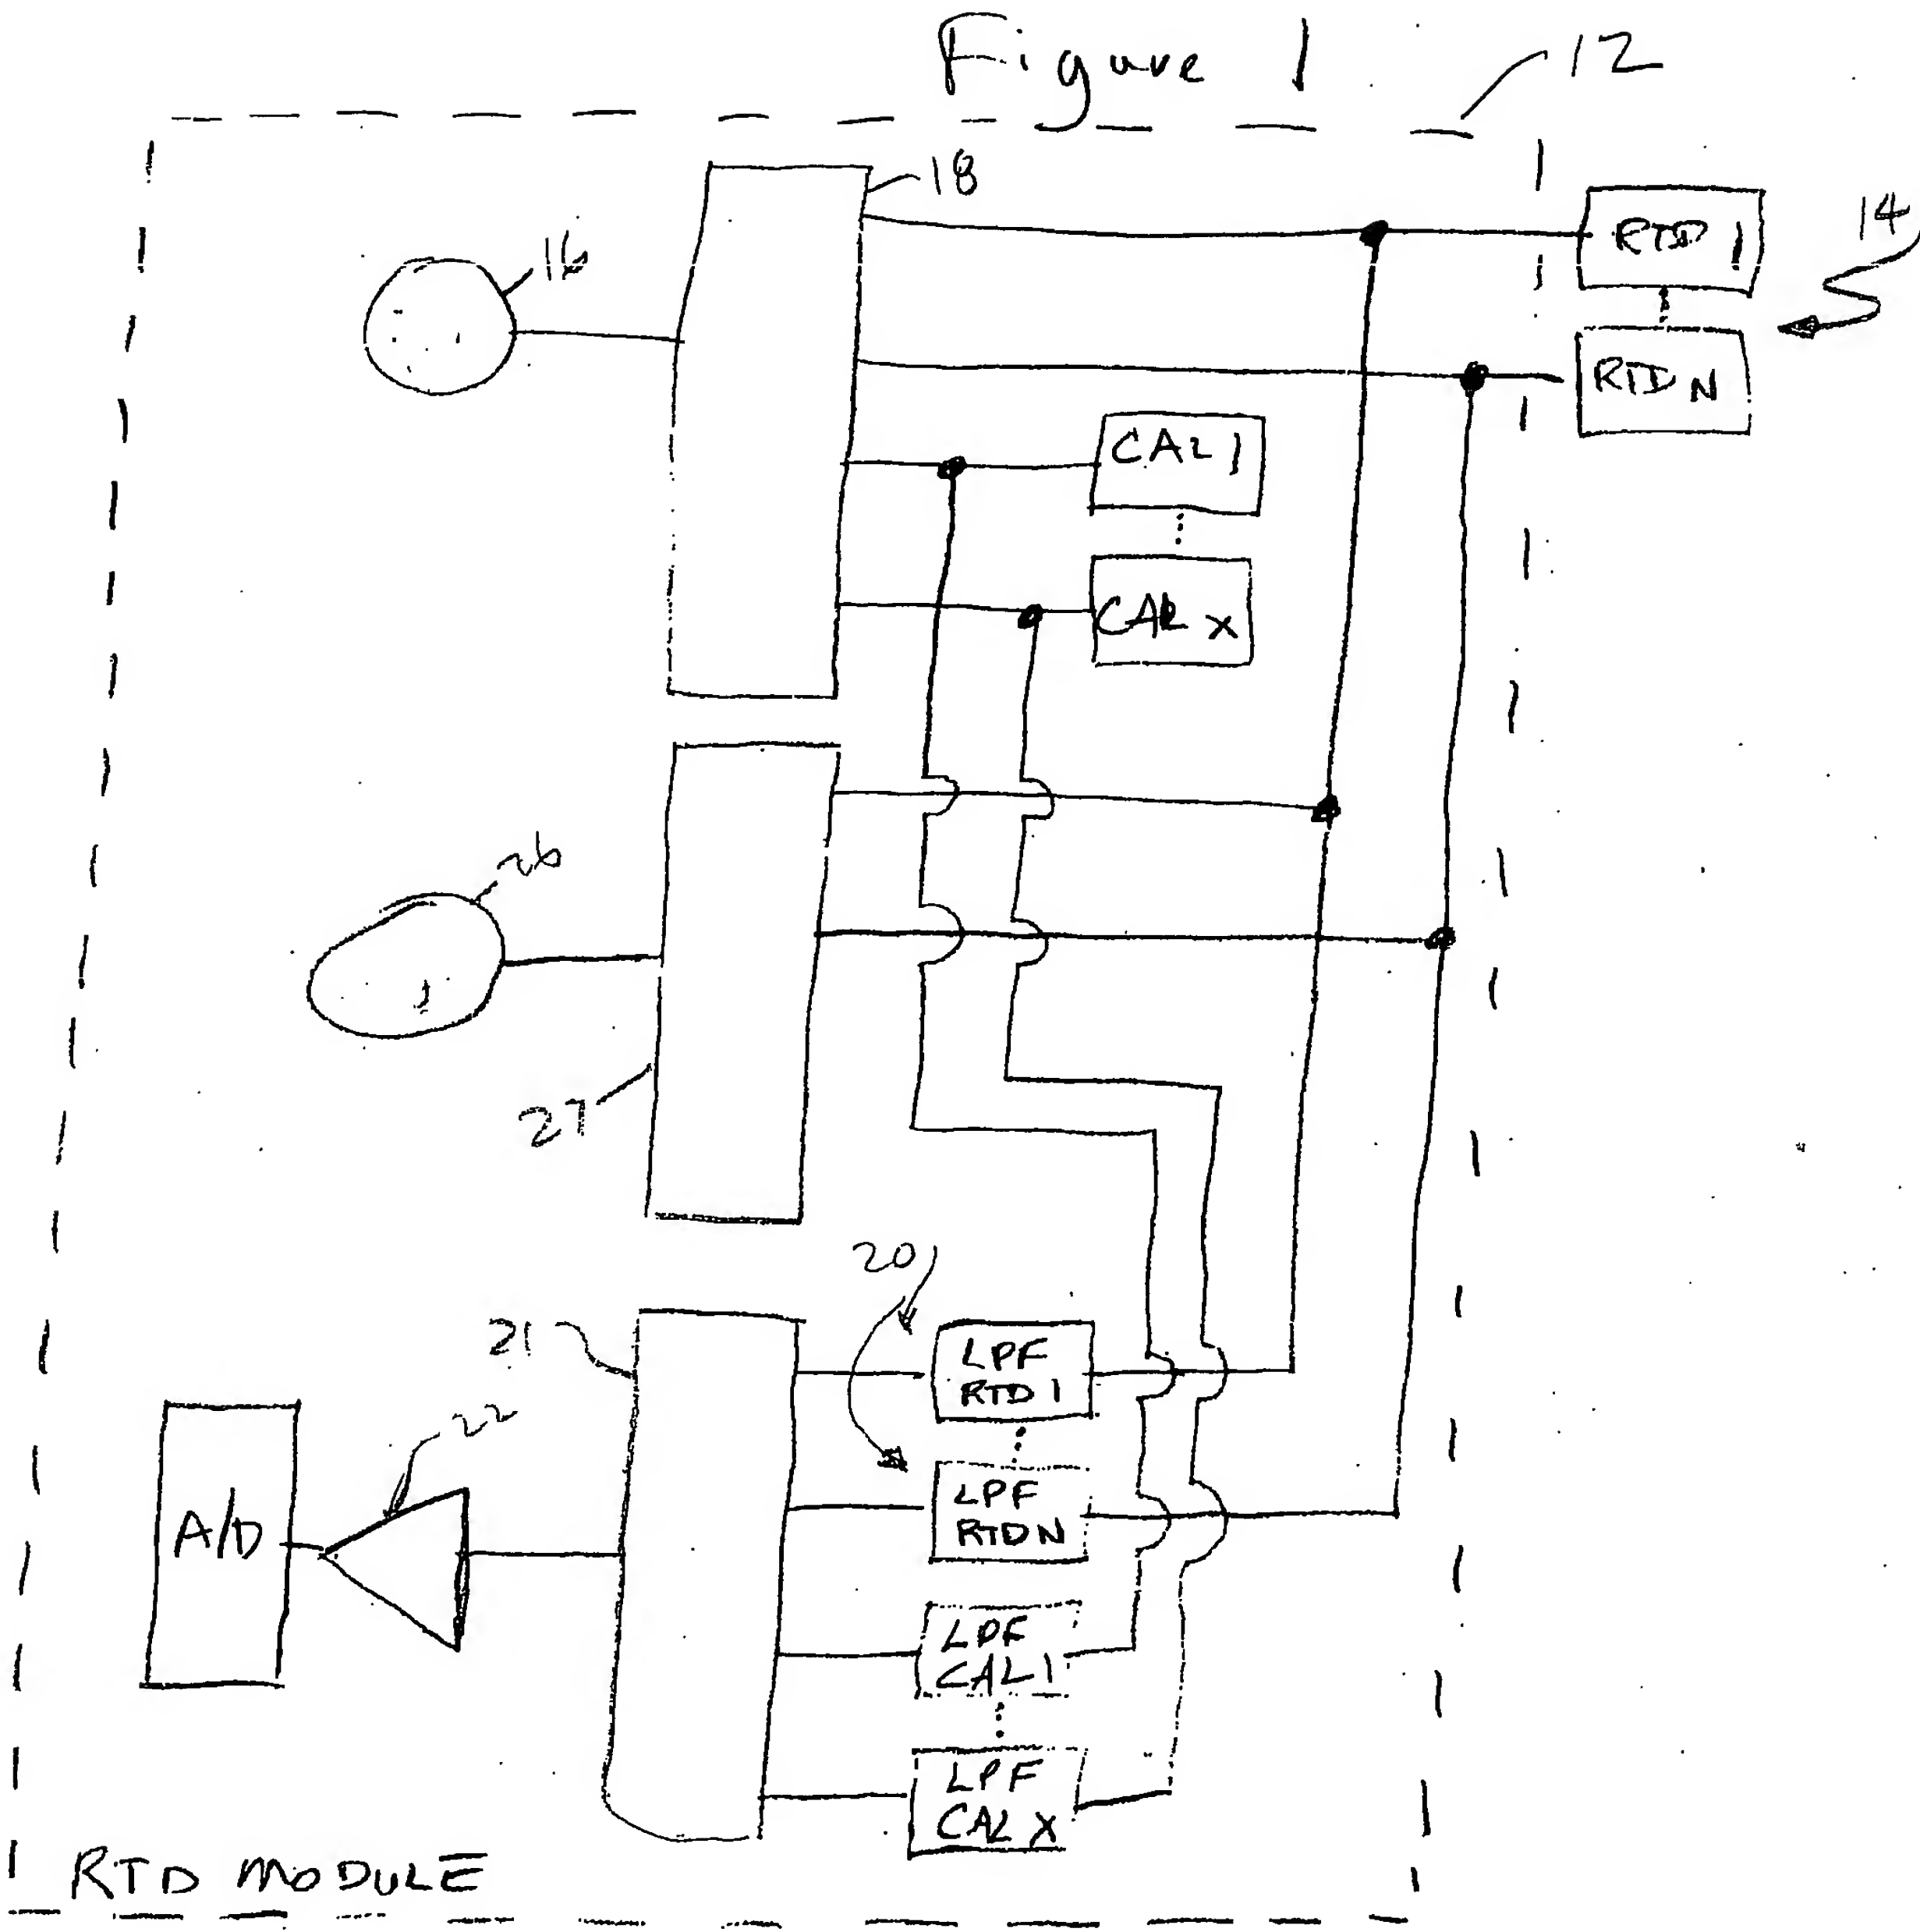 Figure 1
12
18
RTD 1
14
16
RTD N
CAL 1
CAL X
26
27
20
21
LPF
RTD 1
22
LPF
RTD N
A/D
LPF
CAL 1
LPF
CAL X
RTD MODULE